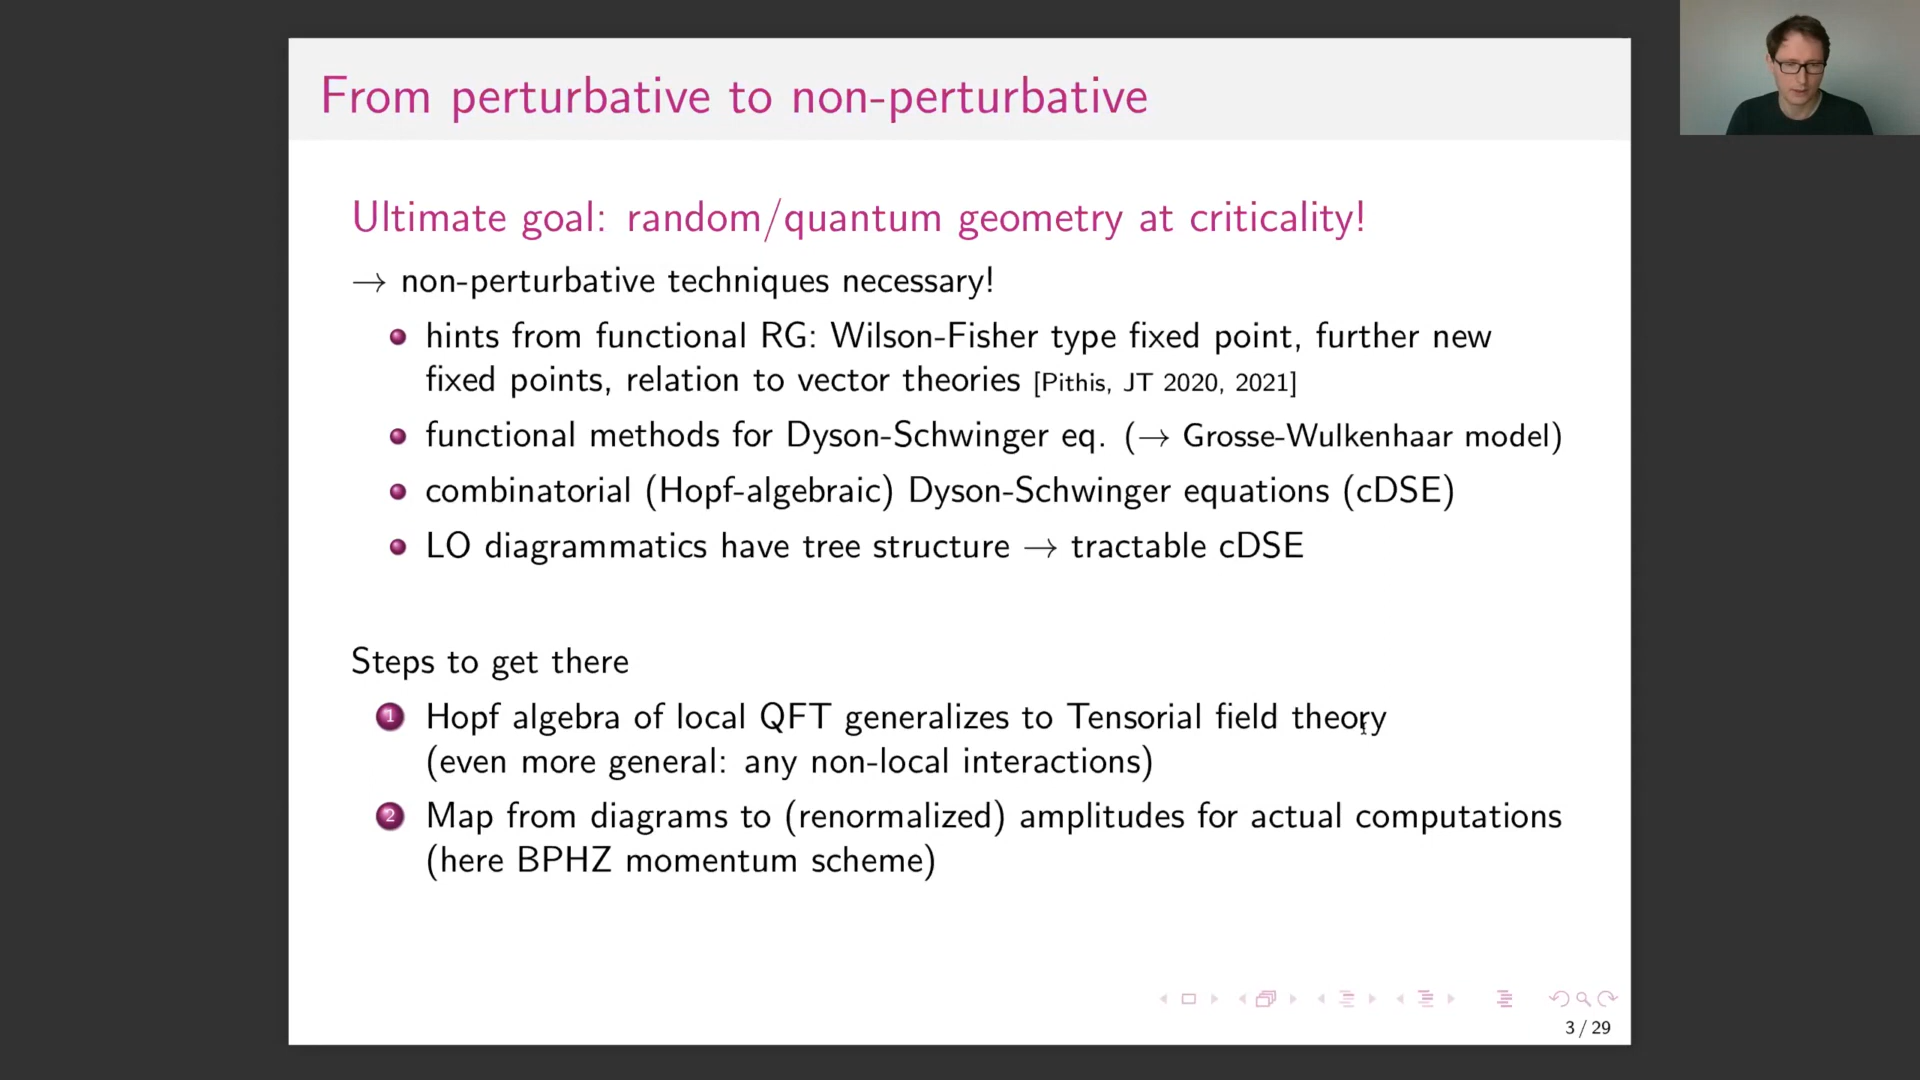 From perturbative to non-perturbative
Ultimate goal: random/quantum geometry at criticality!
→ non-perturbative techniques necessary!
hints from functional RG: Wilson-Fisher type fixed point, further new
fixed points, relation to vector theories [Pithis, JT 2020, 2021]
functional methods for Dyson-Schwinger eq. (→ Grosse-Wulkenhaar model)
combinatorial (Hopf-algebraic) Dyson-Schwinger equations (cDSE)
LO diagrammatics have tree structure → tractable cDSE
Steps to get there
1 Hopf algebra of local QFT generalizes to Tensorial field theory
(even more general: any non-local interactions)
2 Map from diagrams to (renormalized) amplitudes for actual computations
(here BPHZ momentum scheme)
3 / 29